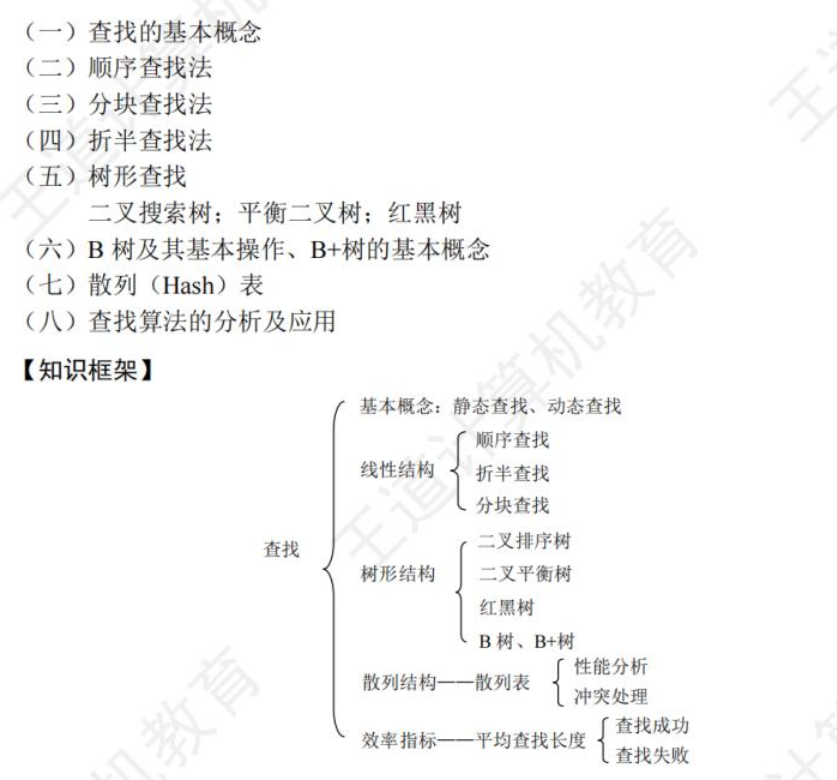 （一）查找的基本概念
（二）顺序查找法
（三）分块查找法
（四）折半查找法
（五）树形查找
二叉搜索树；平衡二叉树；红黑树
（六）B 树及其基本操作、B+树的基本概念
（七）散列（Hash）表
（八）查找算法的分析及应用
【知识框架】
查找
基本概念：静态查找、动态查找
线性结构
顺序查找
折半查找
分块查找
树形结构
二叉排序树
二叉平衡树
红黑树
B 树、B+树
散列结构——散列表
性能分析
冲突处理
效率指标——平均查找长度
查找成功
查找失败
王道计算机教育